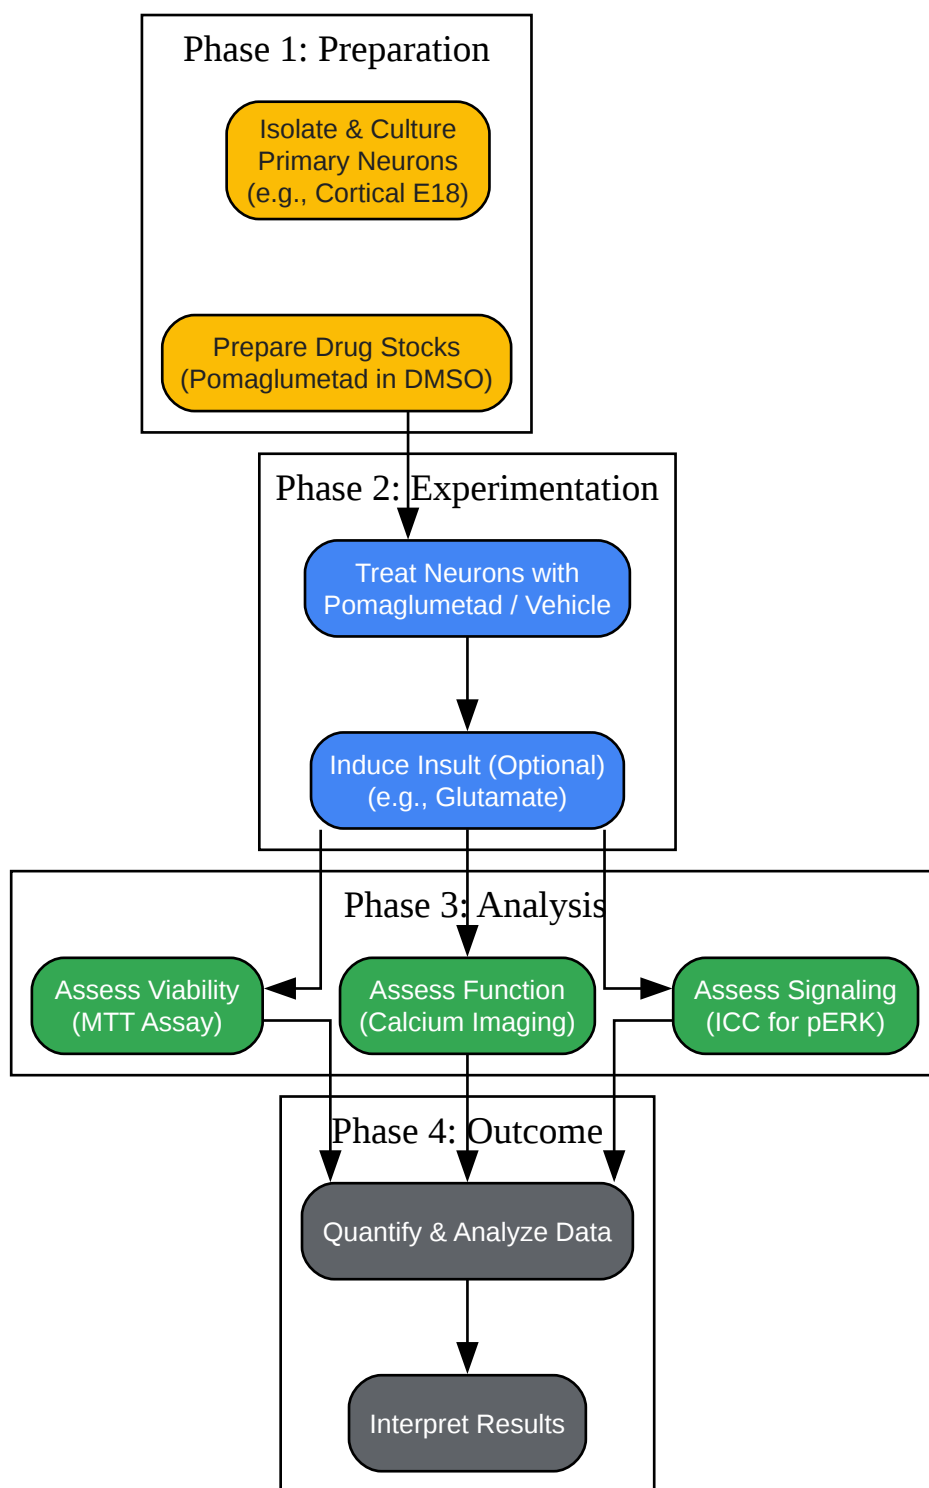 Phase 1: Preparation
Isolate & Culture
Primary Neurons
(e.g., Cortical E18)
Prepare Drug Stocks
(Pomaglumetad in DMSO)
Phase 2: Experimentation
Treat Neurons with
Pomaglumetad / Vehicle
Induce Insult (Optional)
(e.g., Glutamate)
Phase 3: Analysis
Assess Viability
(MTT Assay)
Assess Function
(Calcium Imaging)
Assess Signaling
(ICC for pERK)
Phase 4: Outcome
Quantify & Analyze Data
Interpret Results